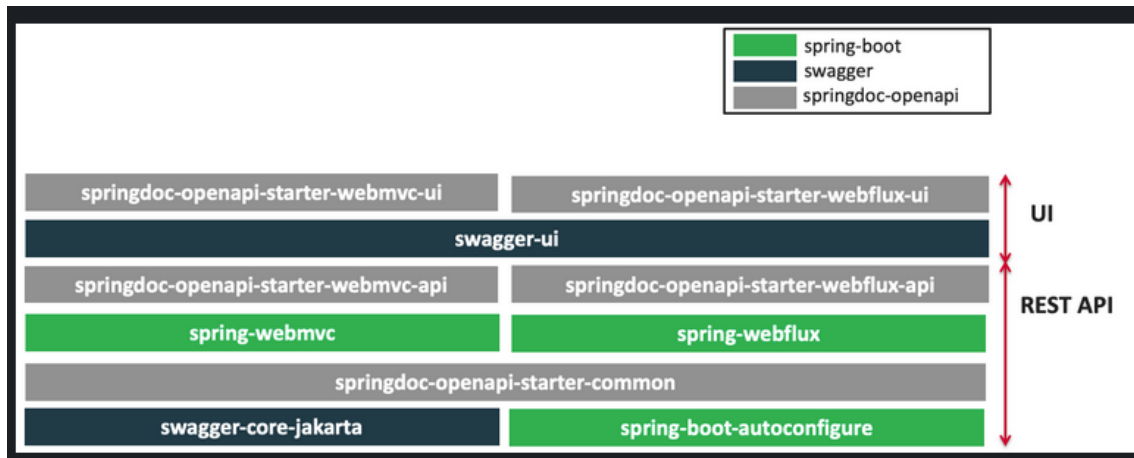 spring-boot
swagger
springdoc-openapi
springdoc-openapi-starter-webmvc-ui
springdoc-openapi-starter-webflux-ui
UI
swagger-ui
springdoc-openapi-starter-webmvc-api
springdoc-openapi-starter-webflux-api
REST API
spring-webmvc
spring-webflux
springdoc-openapi-starter-common
swagger-core-jakarta
spring-boot-autoconfigure